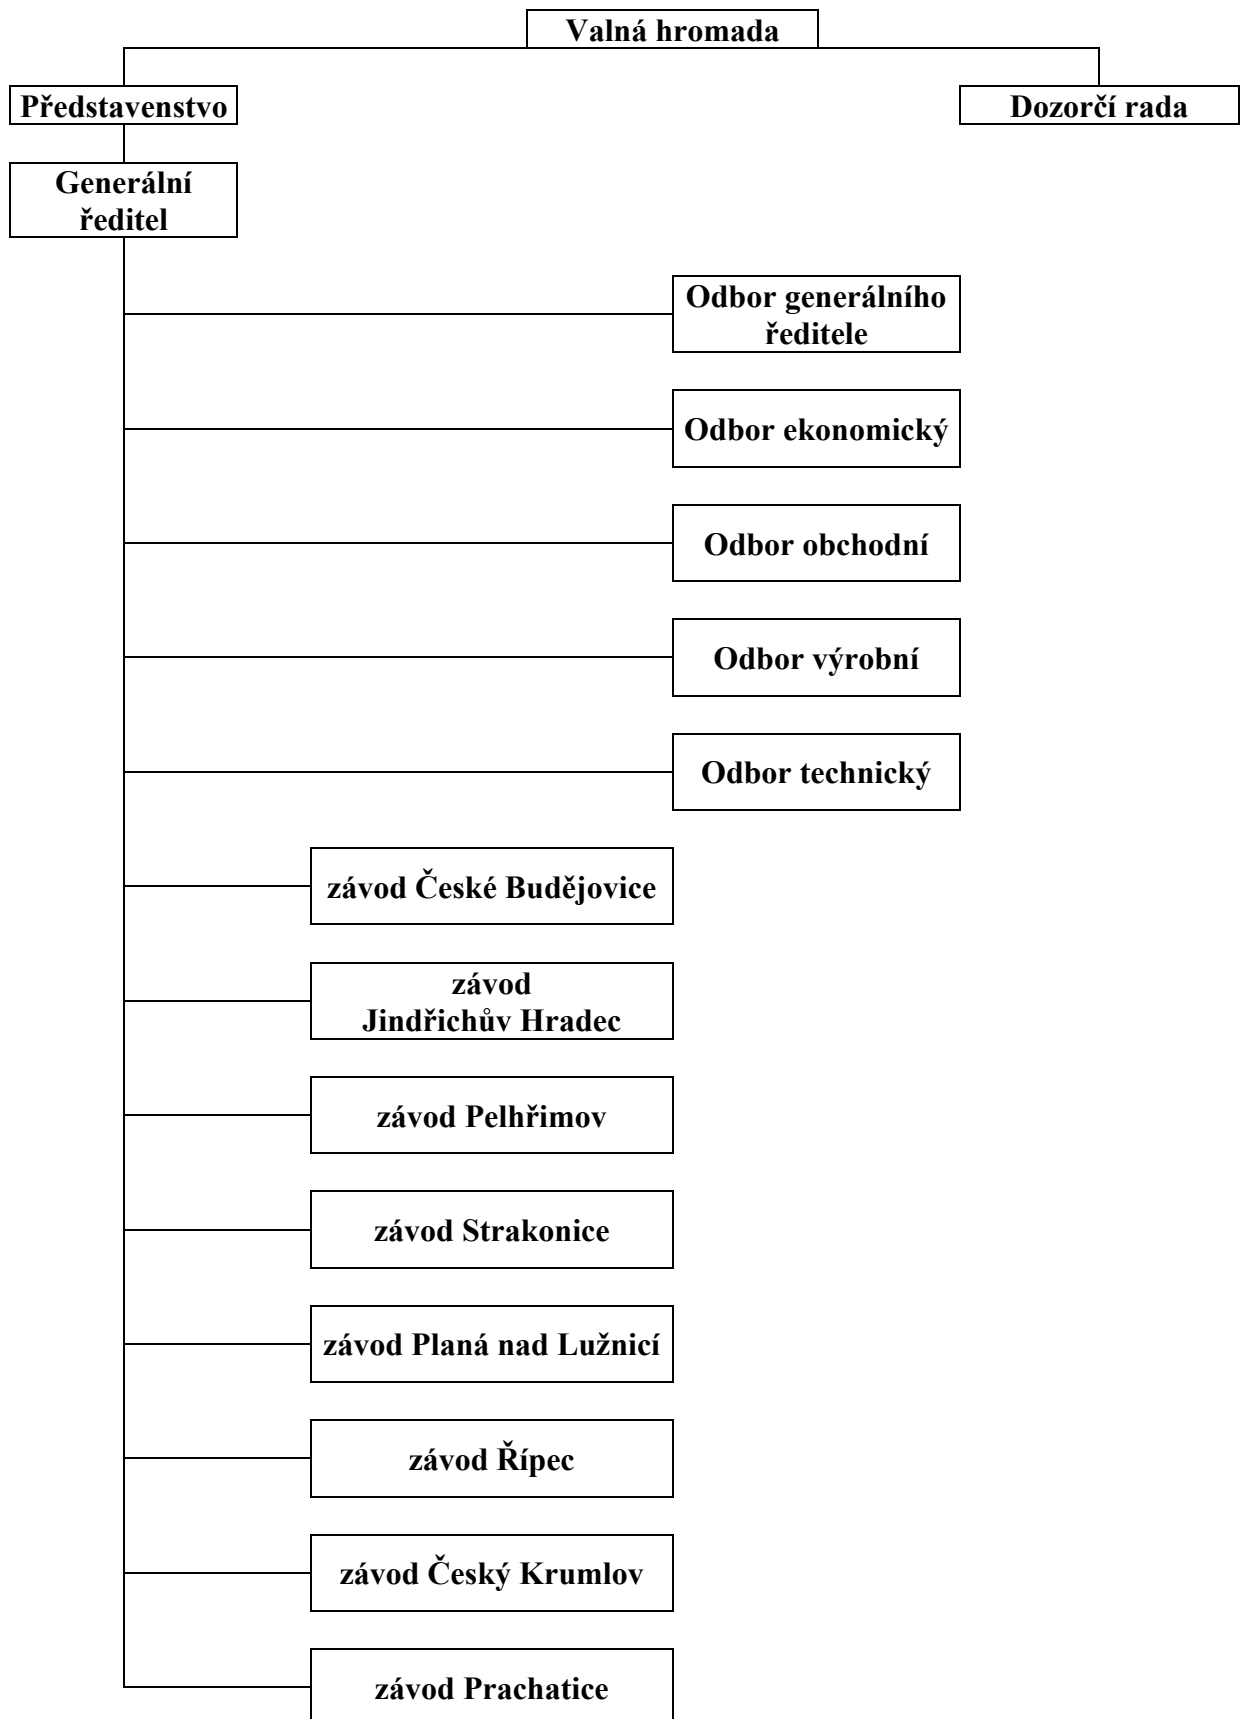 Valná hromada
Představenstvo
Dozorčí rada
Generální
ředitel
Odbor generálního
ředitele
Odbor ekonomický
Odbor obchodní
Odbor výrobní
Odbor technický
závod České Budějovice
závod
Jindřichův Hradec
závod Pelhřimov
závod Strakonice
závod Planá nad Lužnicí
závod Řípec
závod Český Krumlov
závod Prachatice